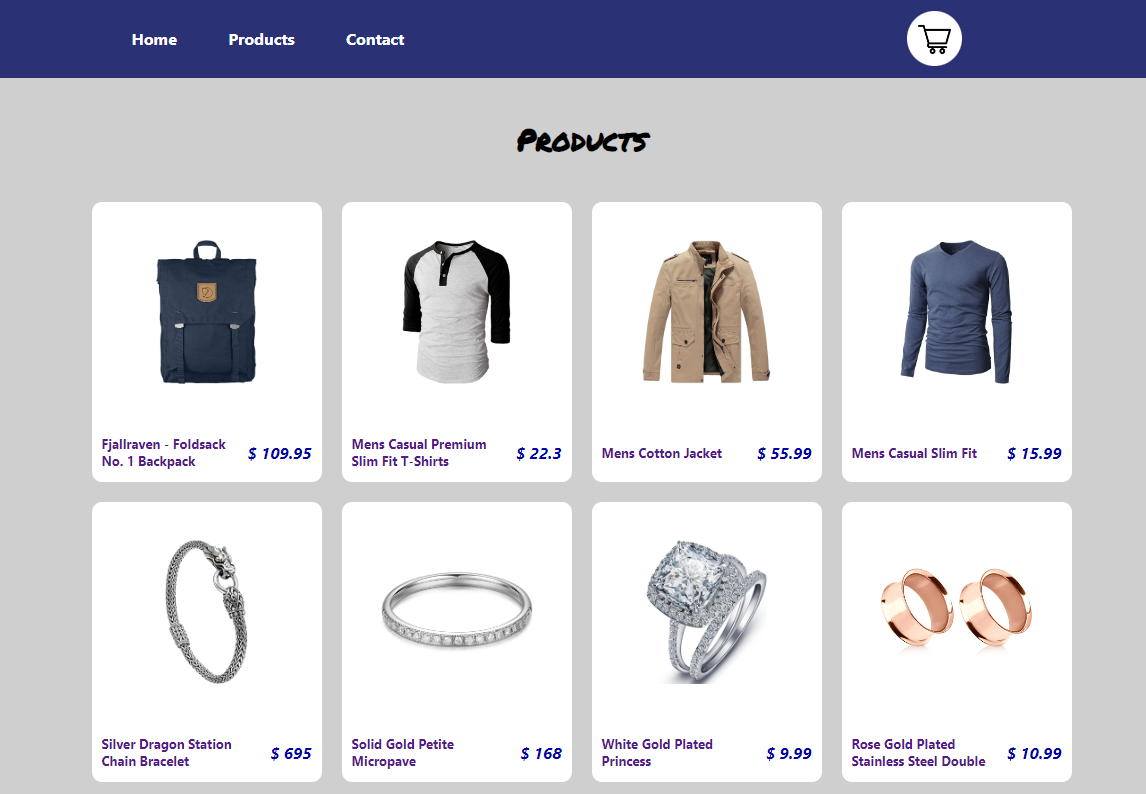 Home Products Contact
Products
Fjallraven - Foldsack
No. 1 Backpack
$ 109.95
Mens Casual Premium
Slim Fit T-Shirts
$ 22.3
Mens Cotton Jacket
$ 55.99
Mens Casual Slim Fit
$ 15.99
Silver Dragon Station
Chain Bracelet
$ 695
Solid Gold Petite
Micropave
$ 168
White Gold Plated
Princess
$ 9.99
Rose Gold Plated
Stainless Steel Double
$ 10.99